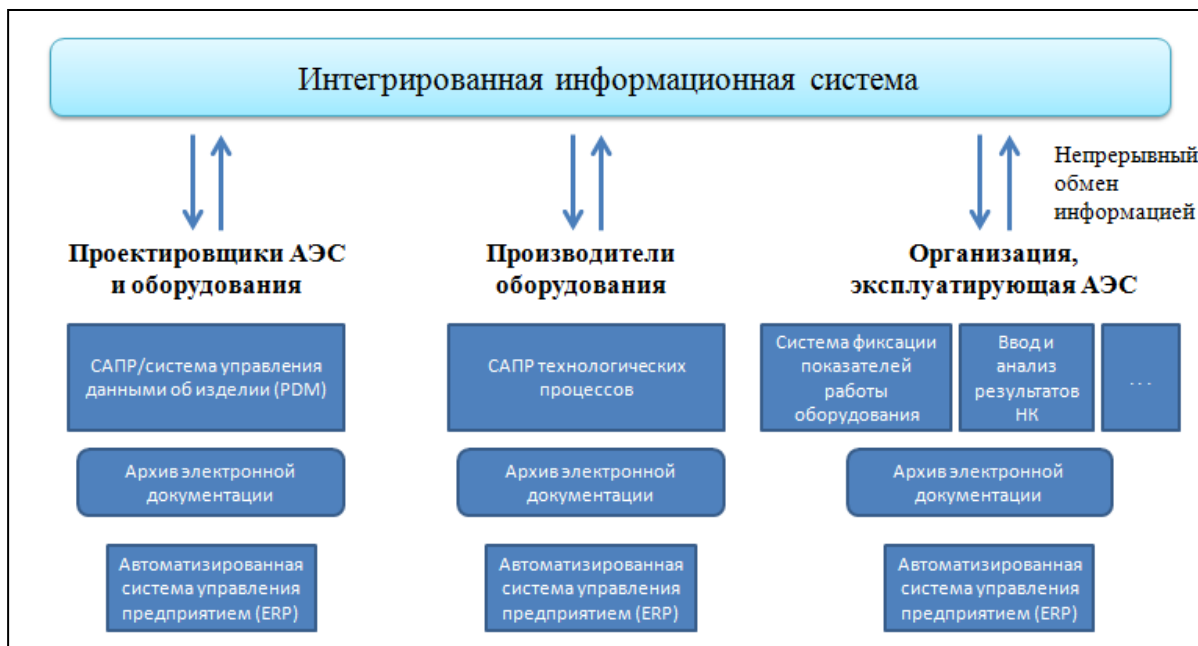 Интегрированная информационная система
Непрерывный
обмен
информацией
Проектировщики АЭС
и оборудования
Производители
оборудования
Организация,
эксплуатирующая АЭС
САПР/система управления
данными об изделии (PDM)
САПР технологических
процессов
Система фиксации
показателей
работы
оборудования
Ввод и
анализ
результатов
НК
...
Архив электронной
документации
Архив электронной
документации
Архив электронной
документации
Автоматизированная
система управления
предприятием (ERP)
Автоматизированная
система управления
предприятием (ERP)
Автоматизированная
система управления
предприятием (ERP)